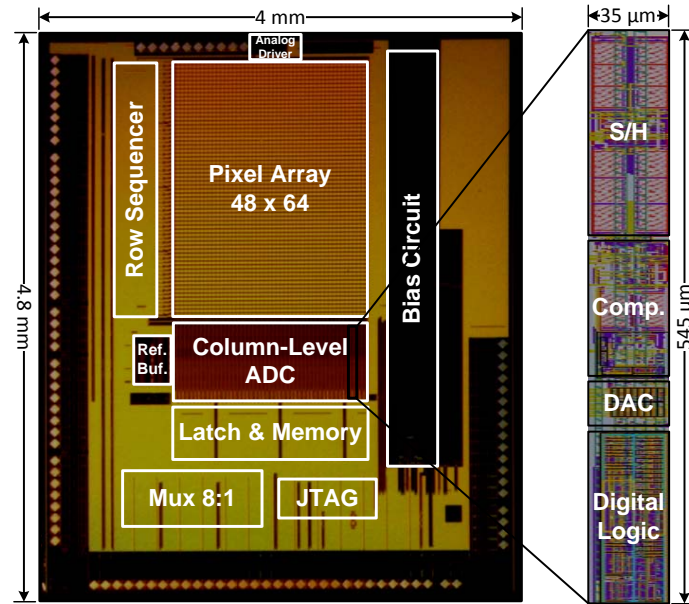 4 mm
35 µm
Analog
Driver
Row Sequencer
Pixel Array
48 x 64
Bias Circuit
S/H
4.8 mm
545 µm
Comp.
Ref.
Buf.
Column-Level
ADC
DAC
Latch & Memory
Mux 8:1
JTAG
Digital
Logic